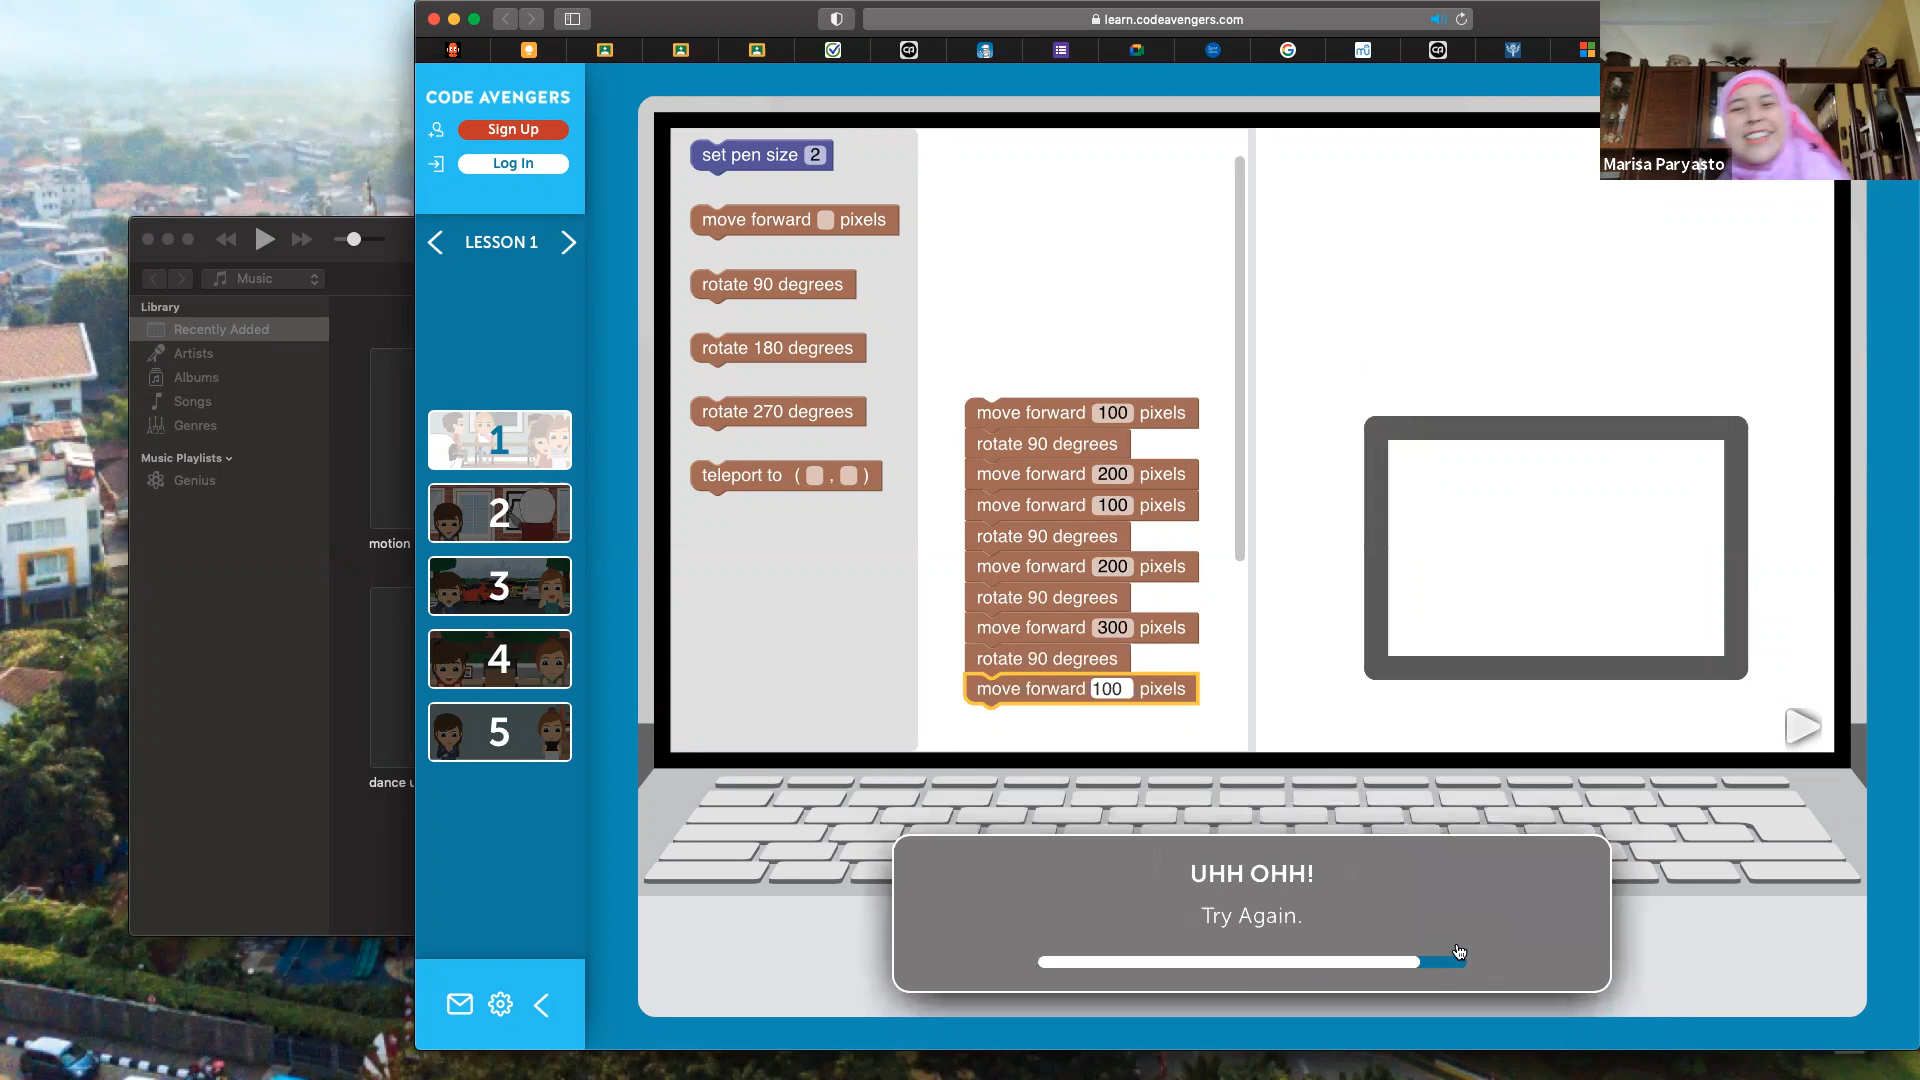 learn.codeavengers.com
CODE AVENGERS
Sign Up
Log In
LESSON 1
1
2
3
4
5
Music
Library
Recently Added
Artists
Albums
Songs
Genres
Music Playlists
Genius
motion
dance u
set pen size 2
move forward pixels
rotate 90 degrees
rotate 180 degrees
rotate 270 degrees
teleport to ( , )
move forward 100 pixels
rotate 90 degrees
move forward 200 pixels
move forward 100 pixels
rotate 90 degrees
move forward 200 pixels
rotate 90 degrees
move forward 300 pixels
rotate 90 degrees
move forward 100 pixels
Marisa Paryasto
UHH OHH!
Try Again.